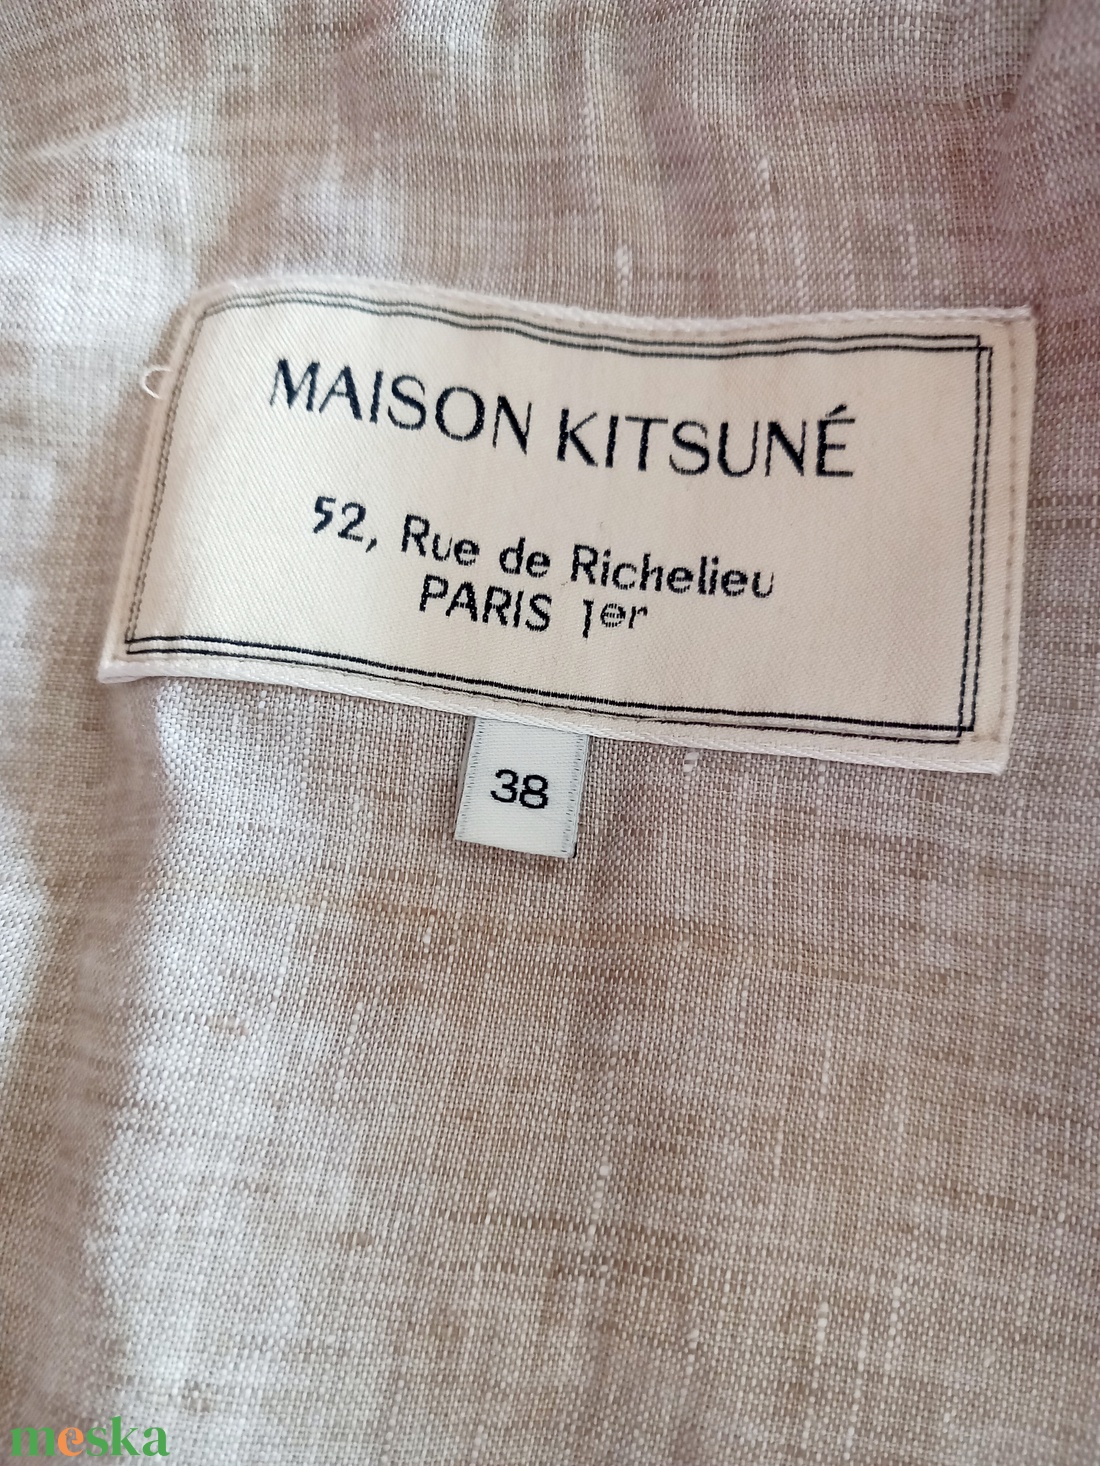 MAISON KITSUNÉ
52, Rue de Richelieu
PARIS 1er
38
meska